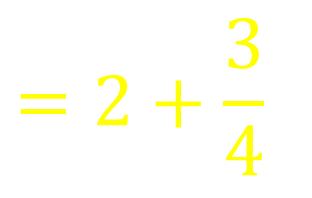 = 2 + 3/4